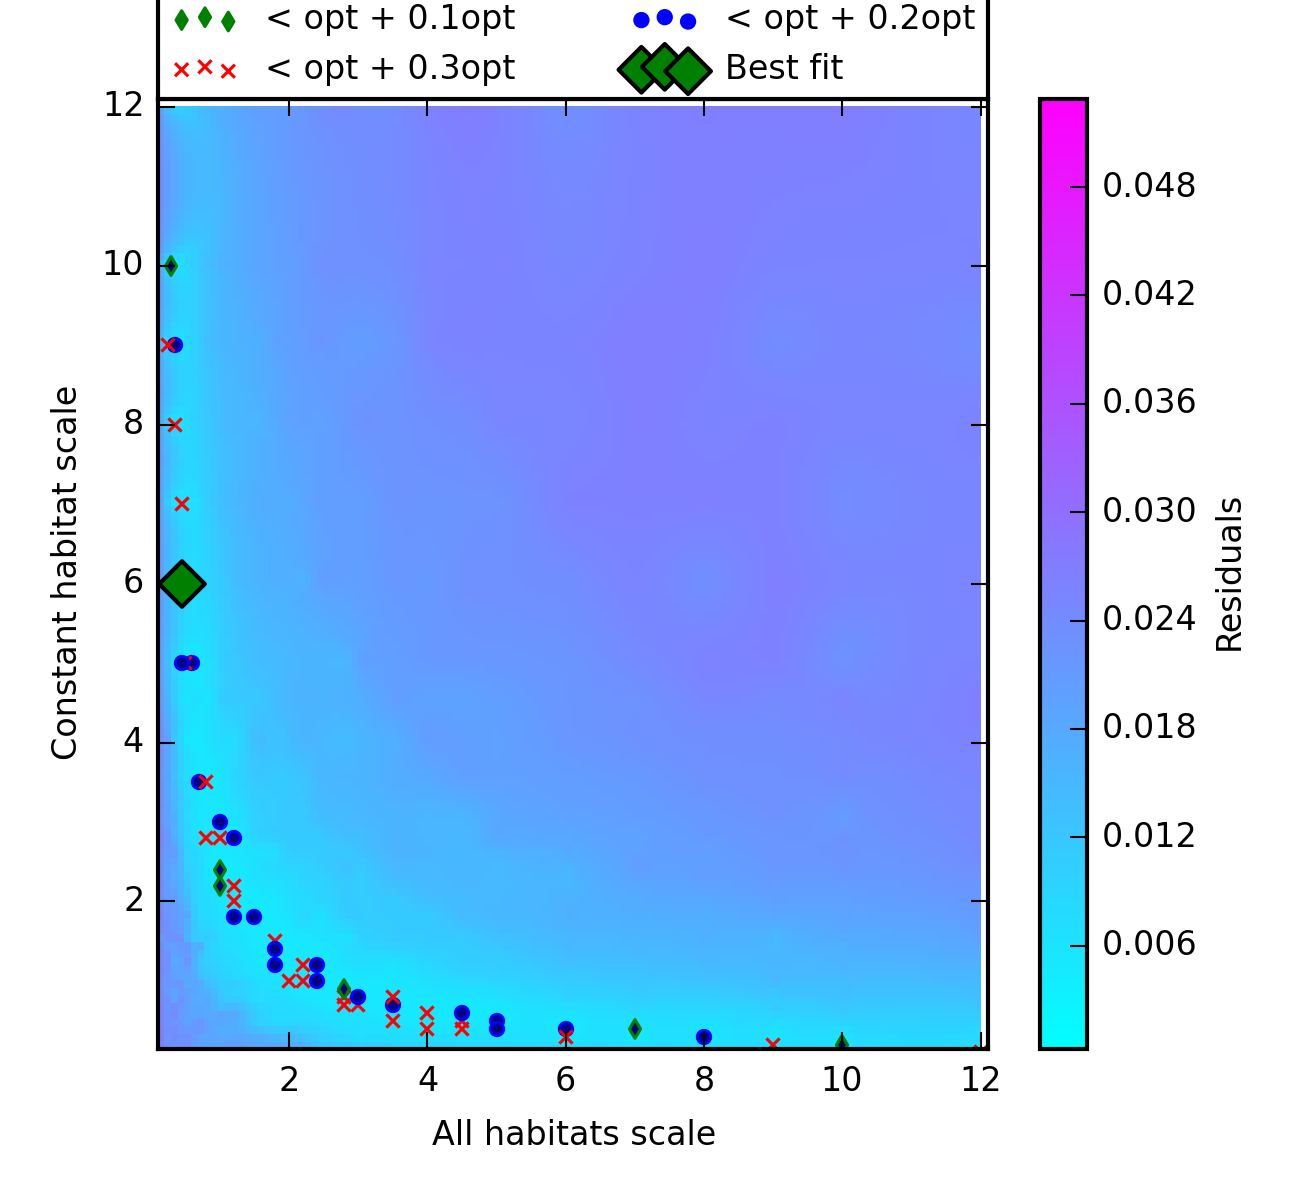 < opt + 0.1opt < opt + 0.2opt
< opt + 0.3opt Best fit
12
10
8
6
4
2
Constant habitat scale
2 4 6 8 10 12
All habitats scale
0.048
0.042
0.036
0.030
0.024
0.018
0.012
0.006
Residuals